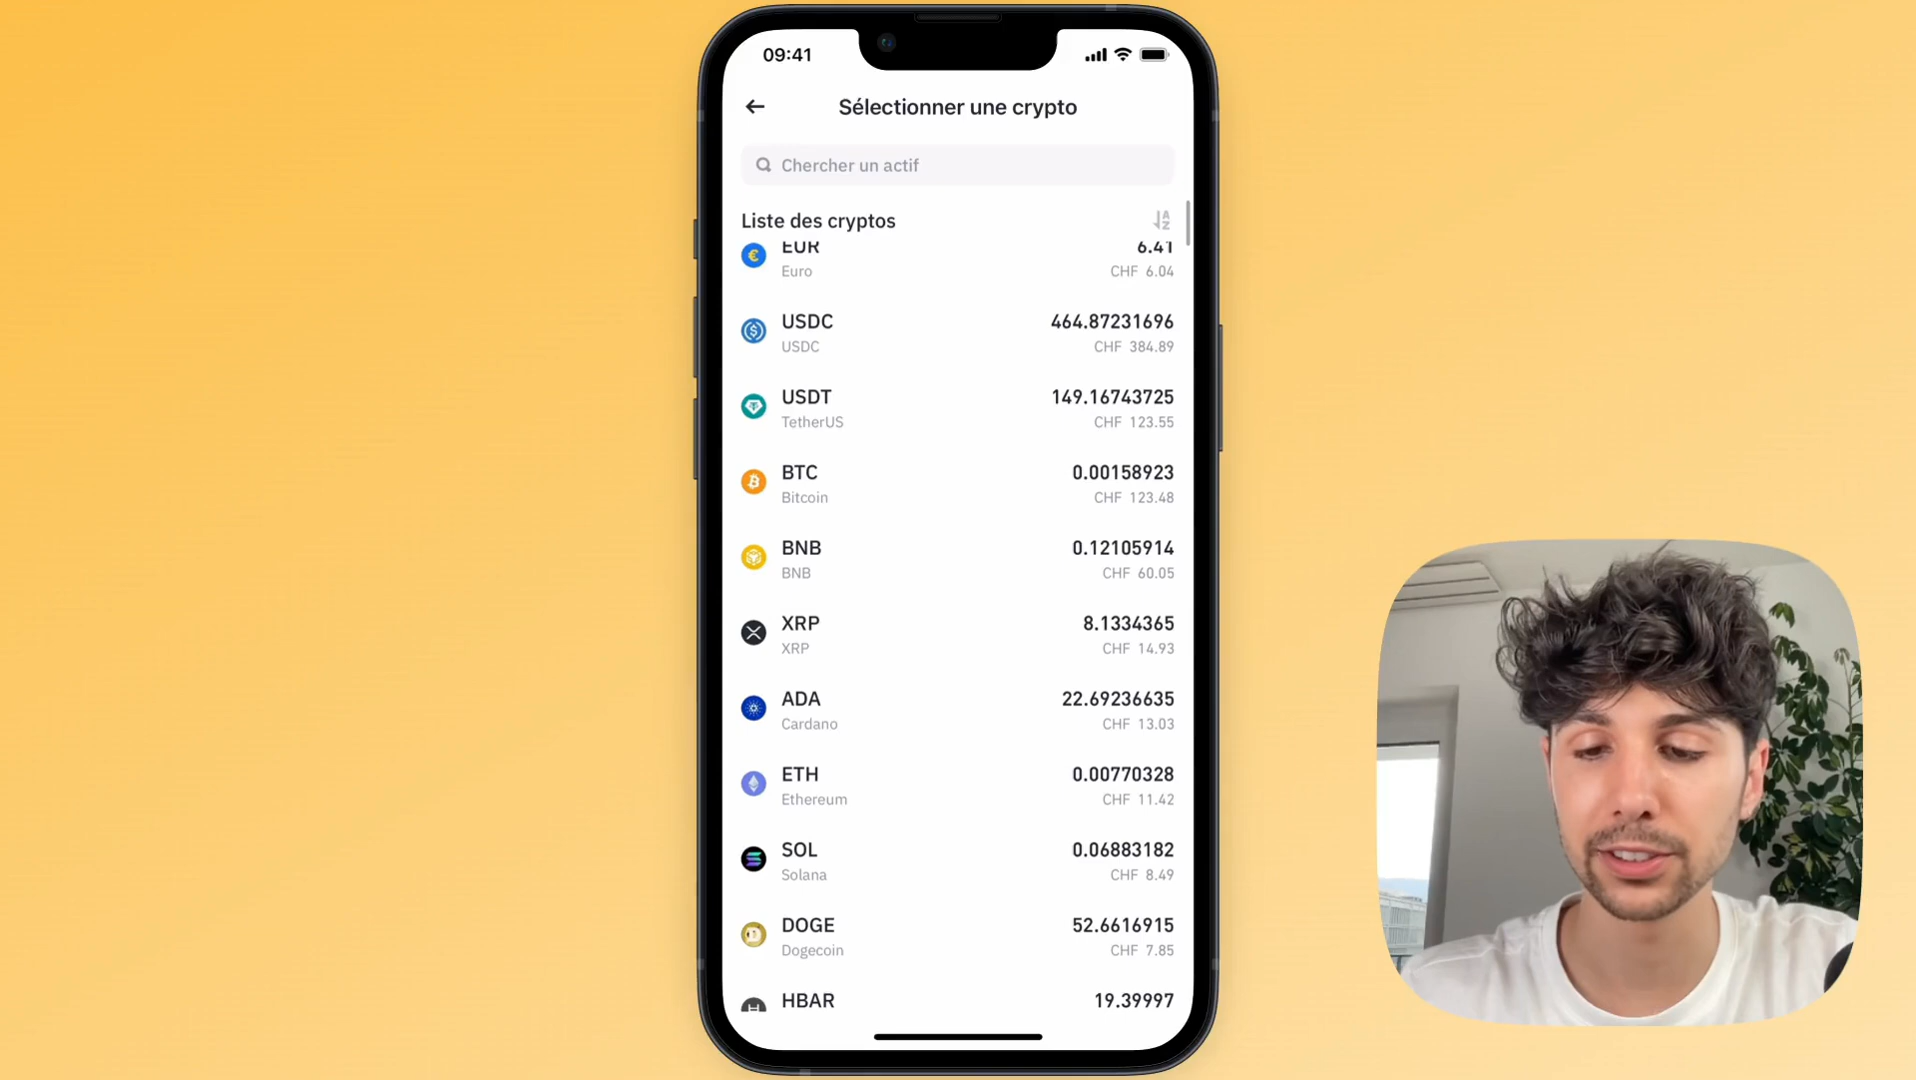 09:41
Sélectionner une crypto
Chercher un actif
Liste des cryptos
EUR 6.41
Euro CHF 6.04
USDC 464.87231696
USDC CHF 384.89
USDT 149.16743725
TetherUS CHF 123.55
BTC 0.00158923
Bitcoin CHF 123.48
BNB 0.12105914
BNB CHF 60.05
XRP 8.1334365
XRP CHF 14.93
ADA 22.69236635
Cardano CHF 13.03
ETH 0.00770328
Ethereum CHF 11.42
SOL 0.06883182
Solana CHF 8.49
DOGE 52.6616915
Dogecoin CHF 7.85
HBAR 19.39997